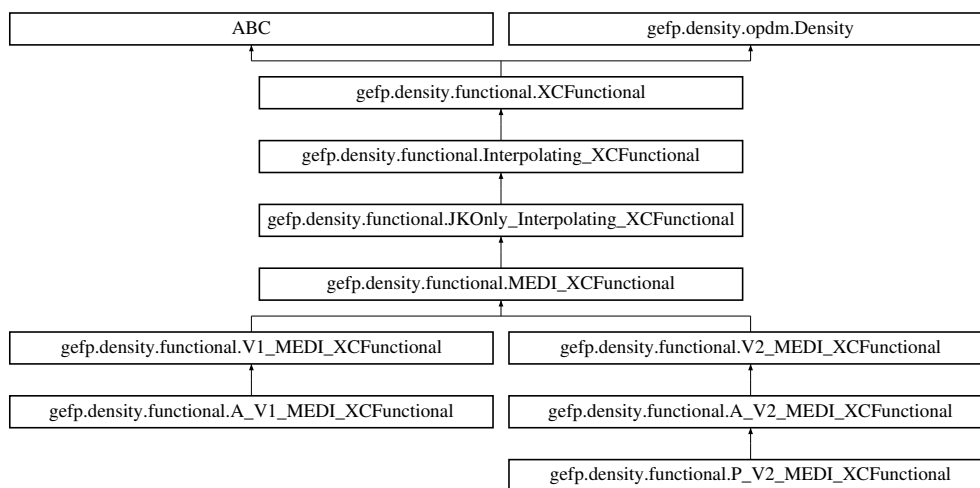 ABC
gefp.density.opdm.Density
gefp.density.functional.XCFunctional
gefp.density.functional.Interpolating_XCFunctional
gefp.density.functional.JKOnly_Interpolating_XCFunctional
gefp.density.functional.MEDI_XCFunctional
gefp.density.functional.V1_MEDI_XCFunctional
gefp.density.functional.V2_MEDI_XCFunctional
gefp.density.functional.A_V1_MEDI_XCFunctional
gefp.density.functional.A_V2_MEDI_XCFunctional
gefp.density.functional.P_V2_MEDI_XCFunctional